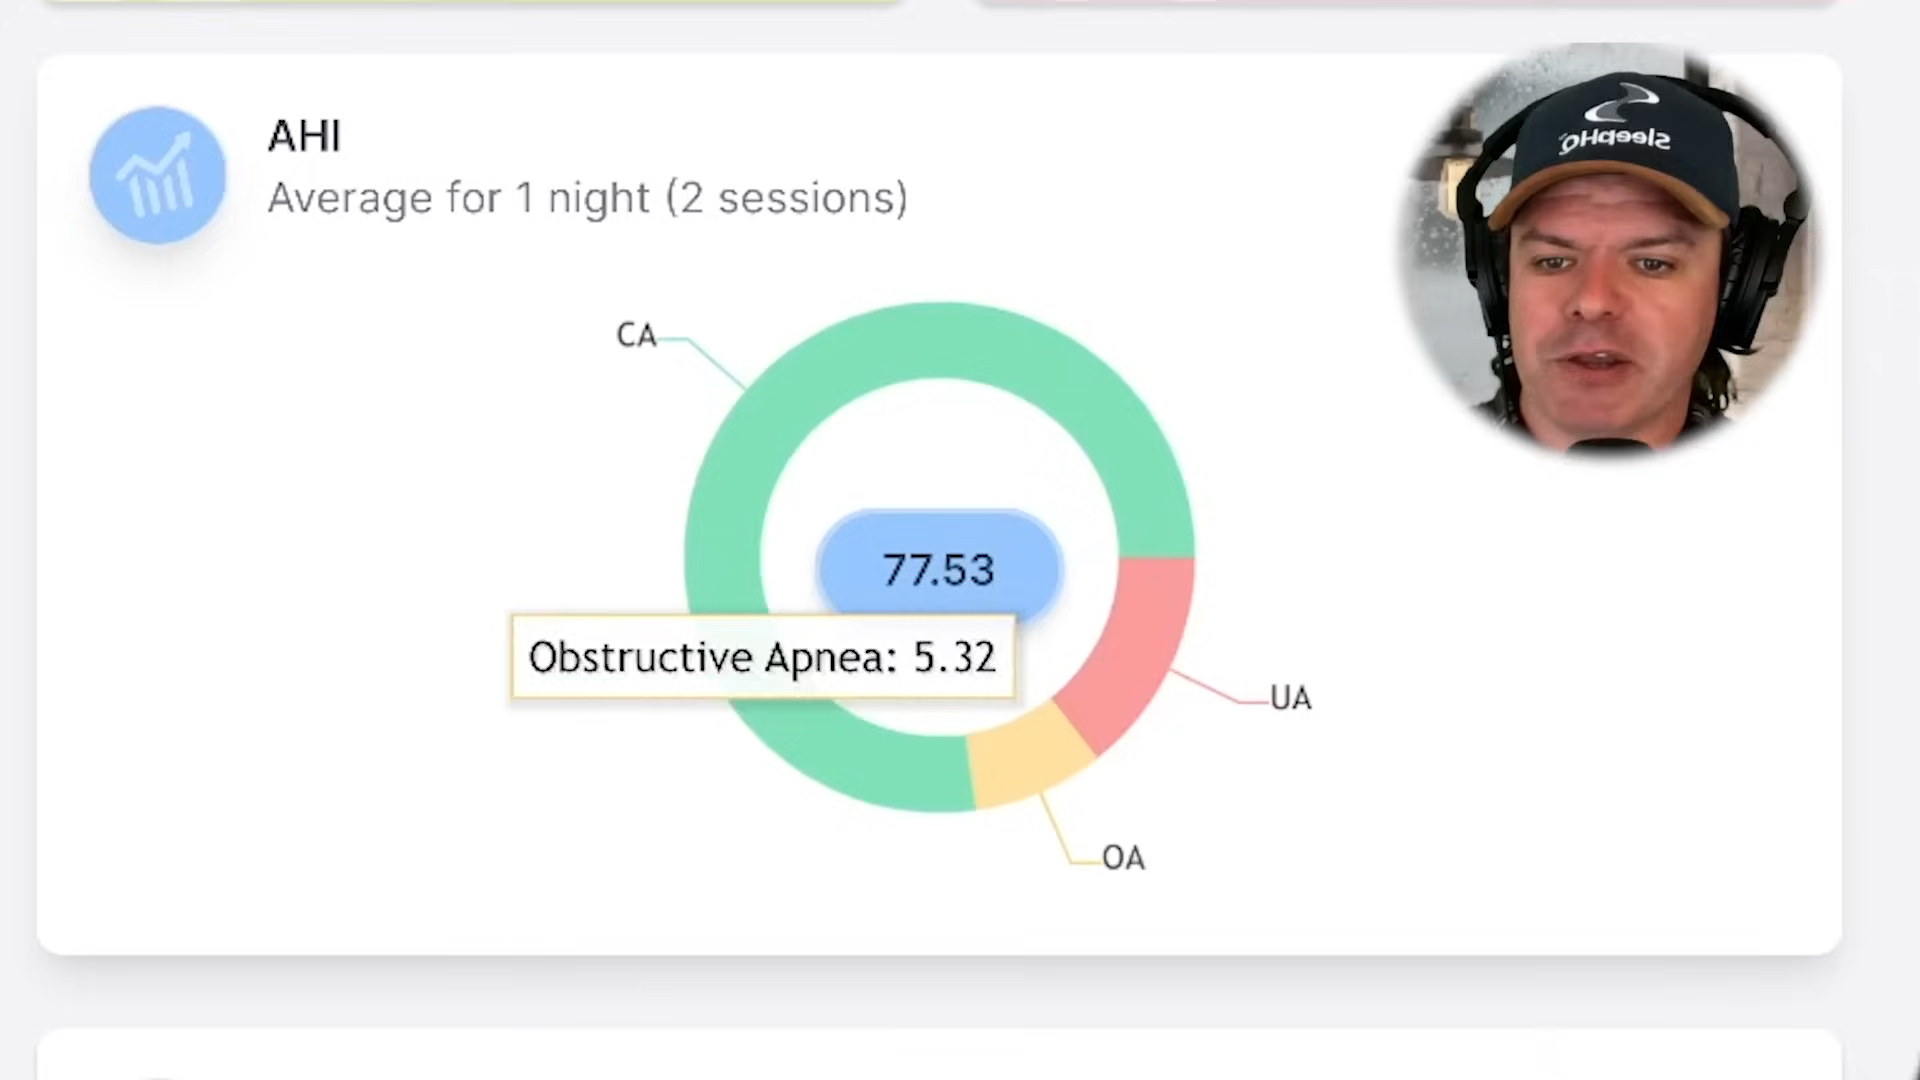 AHI
Average for 1 night (2 sessions)
sleepHQ
CA
77.53
Obstructive Apnea: 5.32
UA
OA